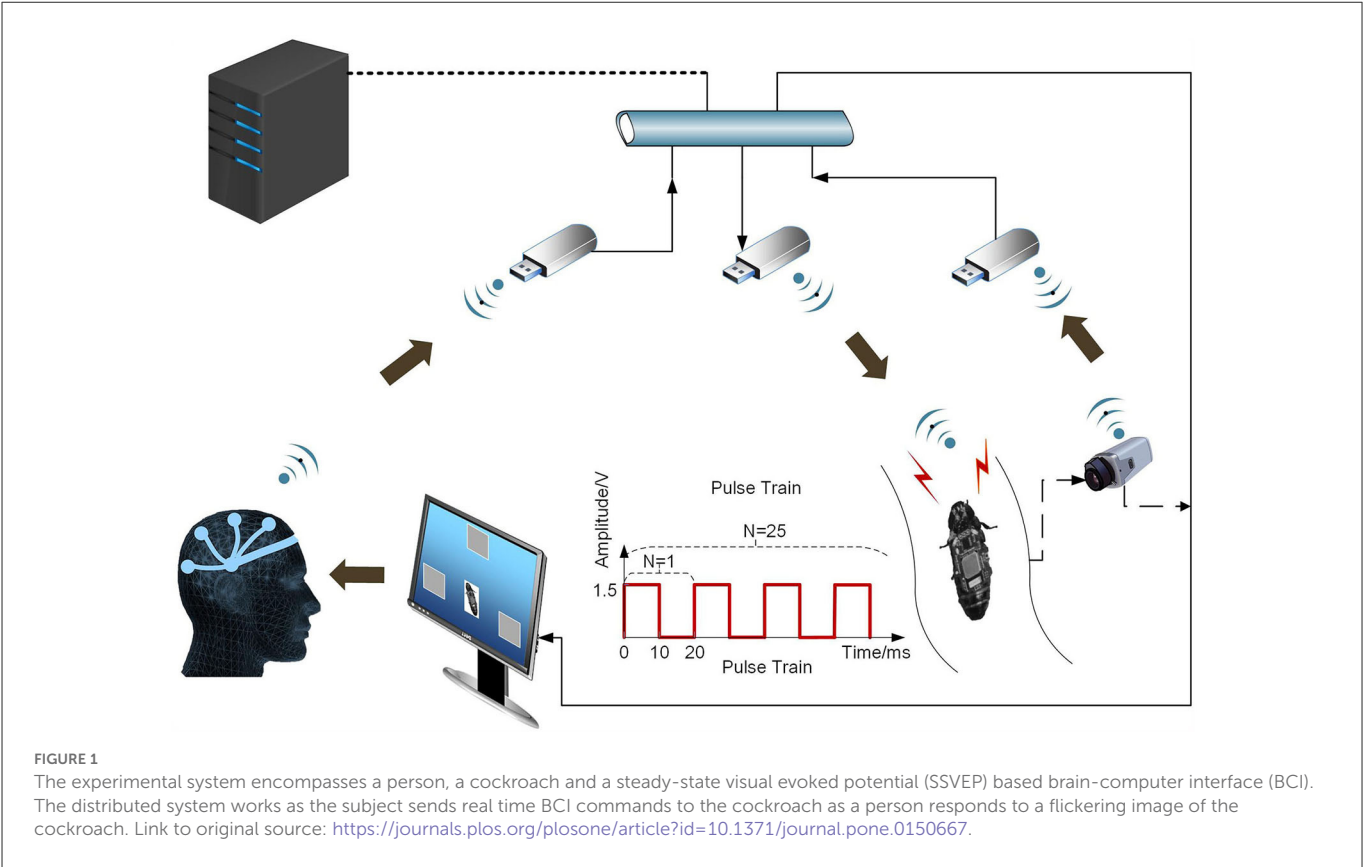 Pulse Train
Amplitude/V
N=25
N=1
1.5
0 10 20 Time/ms
Pulse Train
FIGURE 1
The experimental system encompasses a person, a cockroach and a steady-state visual evoked potential (SSVEP) based brain-computer interface (BCI).
The distributed system works as the subject sends real time BCI commands to the cockroach as a person responds to a flickering image of the
cockroach. Link to original source: https://journals.plos.org/plosone/article?id=10.1371/journal.pone.0150667.